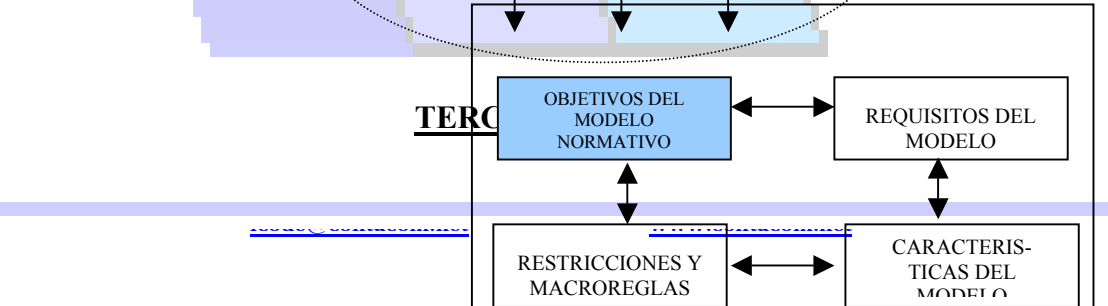 OBJETIVOS DEL
MODELO
NORMATIVO
REQUISITOS DEL
MODELO
TERC
RESTRICCIONES Y
MACROREGLAS
CARACTERIS-
TICAS DEL
MODELO